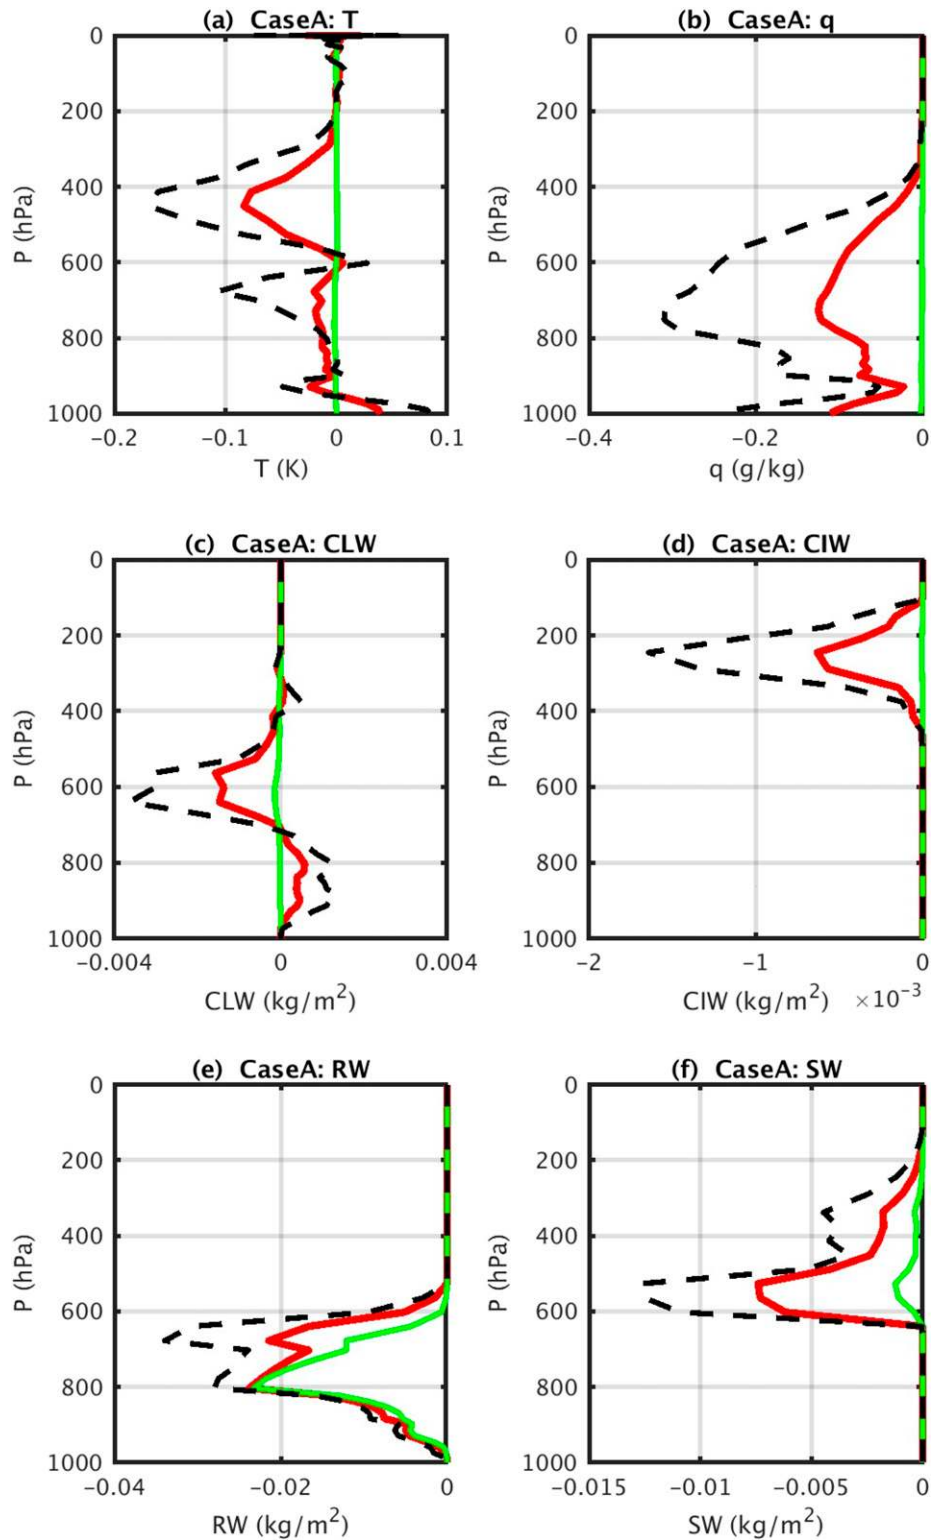 (a) CaseA: T
0
200
400
600
800
1000
P (hPa)
−0.2 −0.1 0 0.1
T (K)
(b) CaseA: q
0
200
400
600
800
1000
P (hPa)
−0.4 −0.2 0
q (g/kg)
(c) CaseA: CLW
0
200
400
600
800
1000
P (hPa)
−0.004 0 0.004
CLW (kg/m²)
(d) CaseA: CIW
0
200
400
600
800
1000
P (hPa)
−2 −1 0
CIW (kg/m²) ×10⁻³
(e) CaseA: RW
0
200
400
600
800
1000
P (hPa)
−0.04 −0.02 0
RW (kg/m²)
(f) CaseA: SW
0
200
400
600
800
1000
P (hPa)
−0.015 −0.01 −0.005 0
SW (kg/m²)